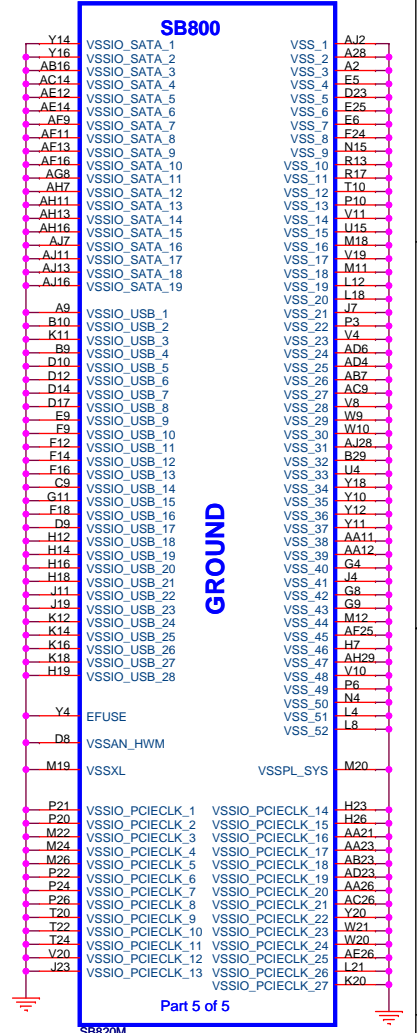 SB800
Y14 VSSIO_SATA_1 VSS_1 AJ2
Y16 VSSIO_SATA_2 VSS_2 A28
AB16 VSSIO_SATA_3 VSS_3 A2
AC14 VSSIO_SATA_4 VSS_4 E5
AE12 VSSIO_SATA_5 VSS_5 D23
AE14 VSSIO_SATA_6 VSS_6 E25
AF9 VSSIO_SATA_7 VSS_7 E6
AF11 VSSIO_SATA_8 VSS_8 F24
AF13 VSSIO_SATA_9 VSS_9 N15
AF16 VSSIO_SATA_10 VSS_10 R13
AG8 VSSIO_SATA_11 VSS_11 R17
AH7 VSSIO_SATA_12 VSS_12 T10
AH11 VSSIO_SATA_13 VSS_13 P10
AH13 VSSIO_SATA_14 VSS_14 V11
AH16 VSSIO_SATA_15 VSS_15 U15
AJ7 VSSIO_SATA_16 VSS_16 M18
AJ11 VSSIO_SATA_17 VSS_17 V19
AJ13 VSSIO_SATA_18 VSS_18 M11
AJ16 VSSIO_SATA_19 VSS_19 L12
VSS_20 L18
A9 VSSIO_USB_1 VSS_21 J7
B10 VSSIO_USB_2 VSS_22 P3
K11 VSSIO_USB_3 VSS_23 V4
B9 VSSIO_USB_4 VSS_24 AD6
D10 VSSIO_USB_5 VSS_25 AD4
D12 VSSIO_USB_6 VSS_26 AB7
D14 VSSIO_USB_7 VSS_27 AC9
D17 VSSIO_USB_8 VSS_28 V8
E9 VSSIO_USB_9 VSS_29 W9
F9 VSSIO_USB_10 VSS_30 W10
F12 VSSIO_USB_11 VSS_31 AJ28
F14 VSSIO_USB_12 VSS_32 B29
F16 VSSIO_USB_13 VSS_33 U4
C9 VSSIO_USB_14 VSS_34 Y18
G11 VSSIO_USB_15 VSS_35 Y10
F18 VSSIO_USB_16 VSS_36 Y12
D9 VSSIO_USB_17 VSS_37 Y11
H12 VSSIO_USB_18 VSS_38 AA11
H14 VSSIO_USB_19 VSS_39 AA12
H16 VSSIO_USB_20 VSS_40 G4
H18 VSSIO_USB_21 VSS_41 J4
J11 VSSIO_USB_22 VSS_42 G8
J19 VSSIO_USB_23 VSS_43 G9
K12 VSSIO_USB_24 VSS_44 M12
K14 VSSIO_USB_25 VSS_45 AF25
K16 VSSIO_USB_26 VSS_46 H7
K18 VSSIO_USB_27 VSS_47 AH29
H19 VSSIO_USB_28 VSS_48 V10
VSS_49 P6
VSS_50 N4
Y4 EFUSE VSS_51 L4
VSS_52 L8
D8 VSSAN_HWM
M19 VSSXL VSSPL_SYS M20
P21 VSSIO_PCIECLK_1 VSSIO_PCIECLK_14 H23
P20 VSSIO_PCIECLK_2 VSSIO_PCIECLK_15 H26
M22 VSSIO_PCIECLK_3 VSSIO_PCIECLK_16 AA21
M24 VSSIO_PCIECLK_4 VSSIO_PCIECLK_17 AA23
M26 VSSIO_PCIECLK_5 VSSIO_PCIECLK_18 AB23
P22 VSSIO_PCIECLK_6 VSSIO_PCIECLK_19 AD23
P24 VSSIO_PCIECLK_7 VSSIO_PCIECLK_20 AA26
P26 VSSIO_PCIECLK_8 VSSIO_PCIECLK_21 AC26
T20 VSSIO_PCIECLK_9 VSSIO_PCIECLK_22 Y20
T22 VSSIO_PCIECLK_10 VSSIO_PCIECLK_23 W21
T24 VSSIO_PCIECLK_11 VSSIO_PCIECLK_24 W20
V20 VSSIO_PCIECLK_12 VSSIO_PCIECLK_25 AE26
J23 VSSIO_PCIECLK_13 VSSIO_PCIECLK_26 L21
VSSIO_PCIECLK_27 K20
GROUND
Part 5 of 5
SB820M